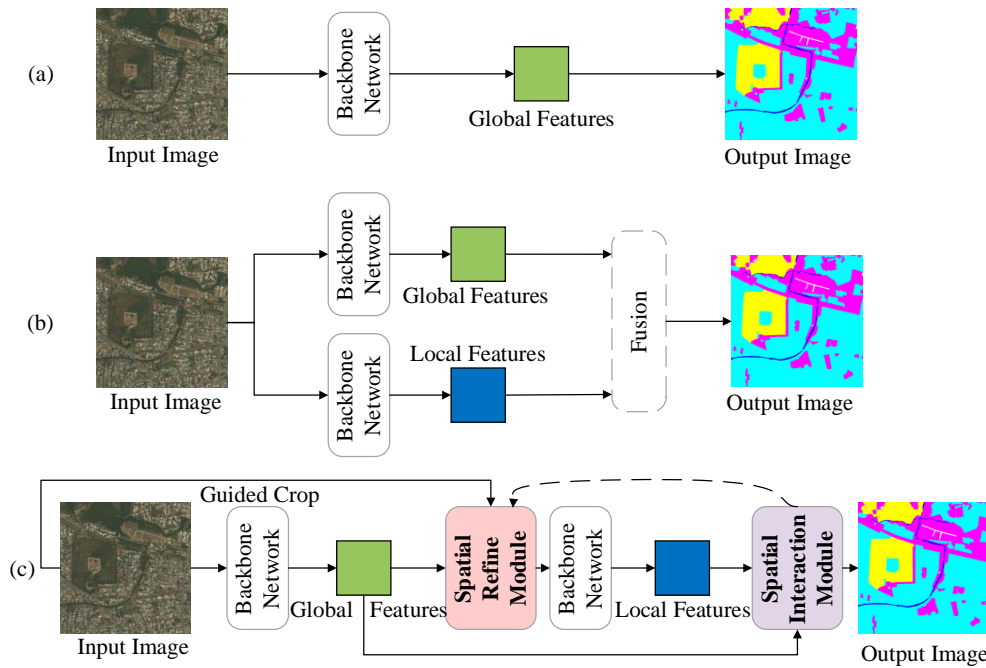 (a)
Input Image
Backbone
Network
Global Features
Output Image
(b)
Input Image
Backbone
Network
Global Features
Backbone
Network
Local Features
Fusion
Output Image
(c)
Guided Crop
Input Image
Backbone
Network
Global Features
Spatial
Refine
Module
Backbone
Network
Local Features
Spatial
Interaction
Module
Output Image